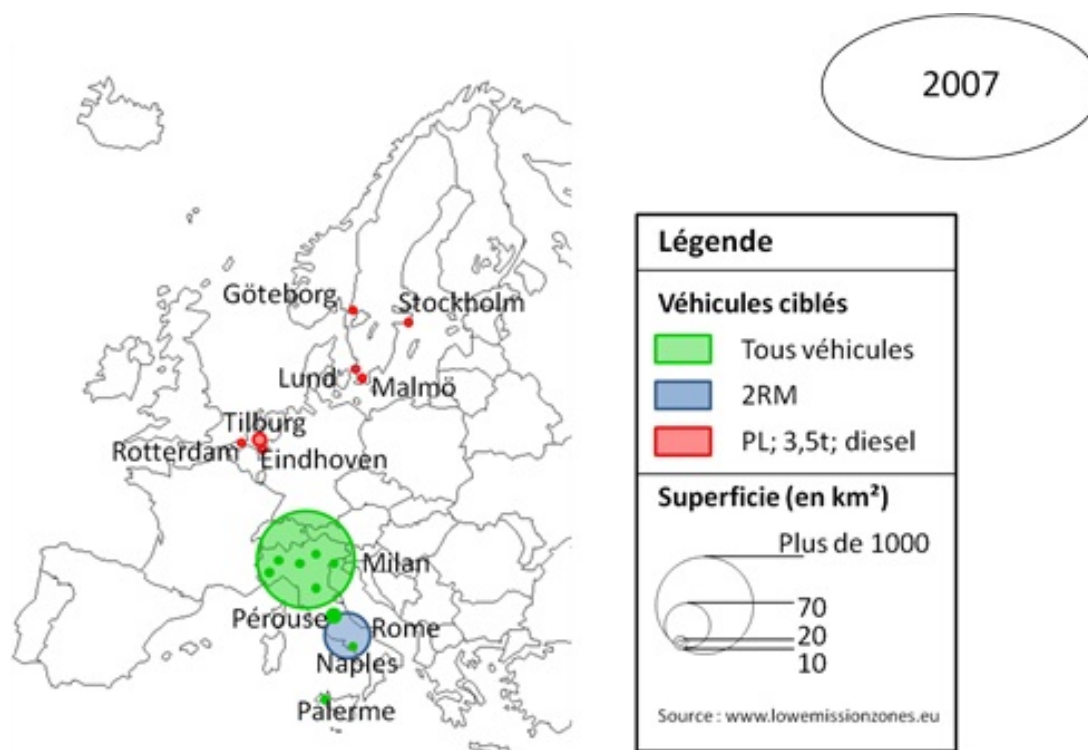 2007
Göteborg
Stockholm
Lund
Malmö
Tilburg
Rotterdam
Eindhoven
Milan
Pérouse
Rome
Naples
Palerme
Légende
Véhicules ciblés
Tous véhicules
2RM
PL; 3,5t; diesel
Superficie (en km²)
Plus de 1000
70
20
10
Source : www.lowemissionzones.eu